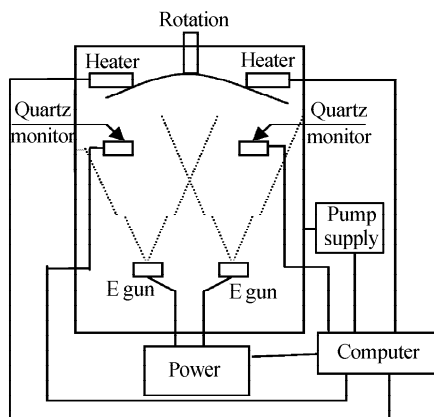 Rotation
Heater
Heater
Quartz
monitor
Quartz
monitor
Pump
supply
E gun
E gun
Power
Computer